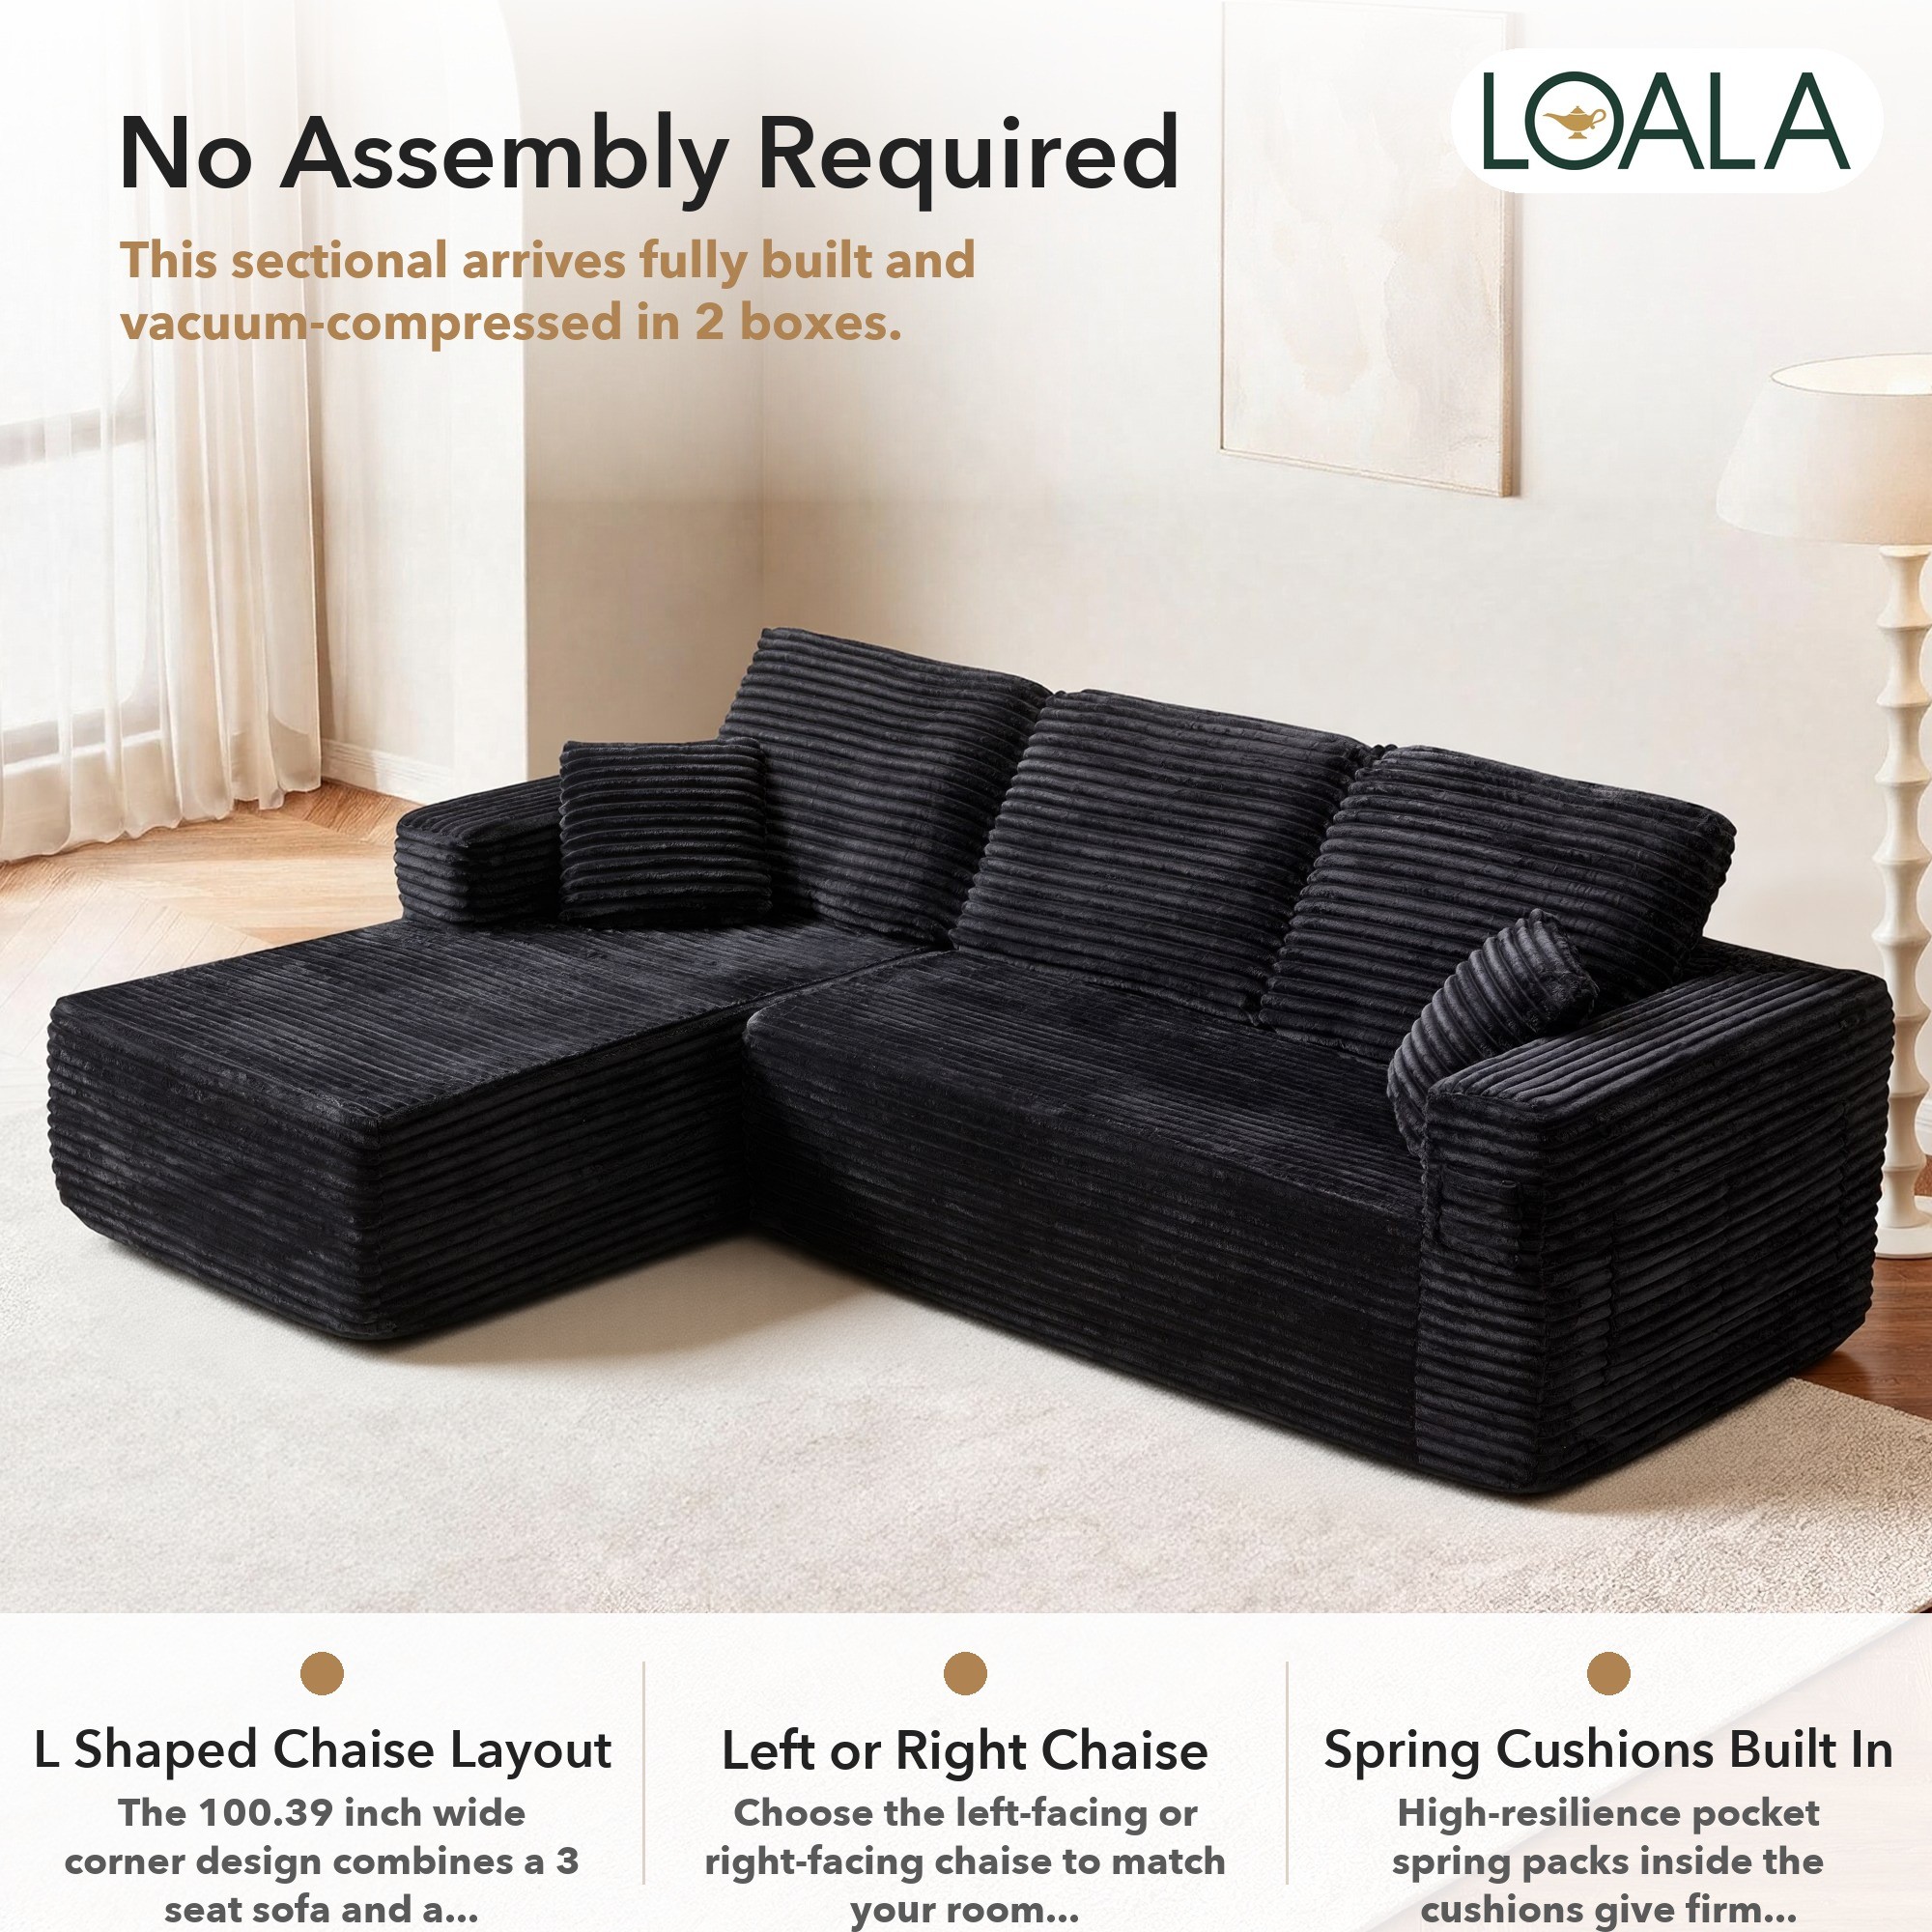 LOALA
No Assembly Required
This sectional arrives fully built and
vacuum-compressed in 2 boxes.
L Shaped Chaise Layout
The 100.39 inch wide
corner design combines a 3
seat sofa and a...
Left or Right Chaise
Choose the left-facing or
right-facing chaise to match
your room...
Spring Cushions Built In
High-resilience pocket
spring packs inside the
cushions give firm...